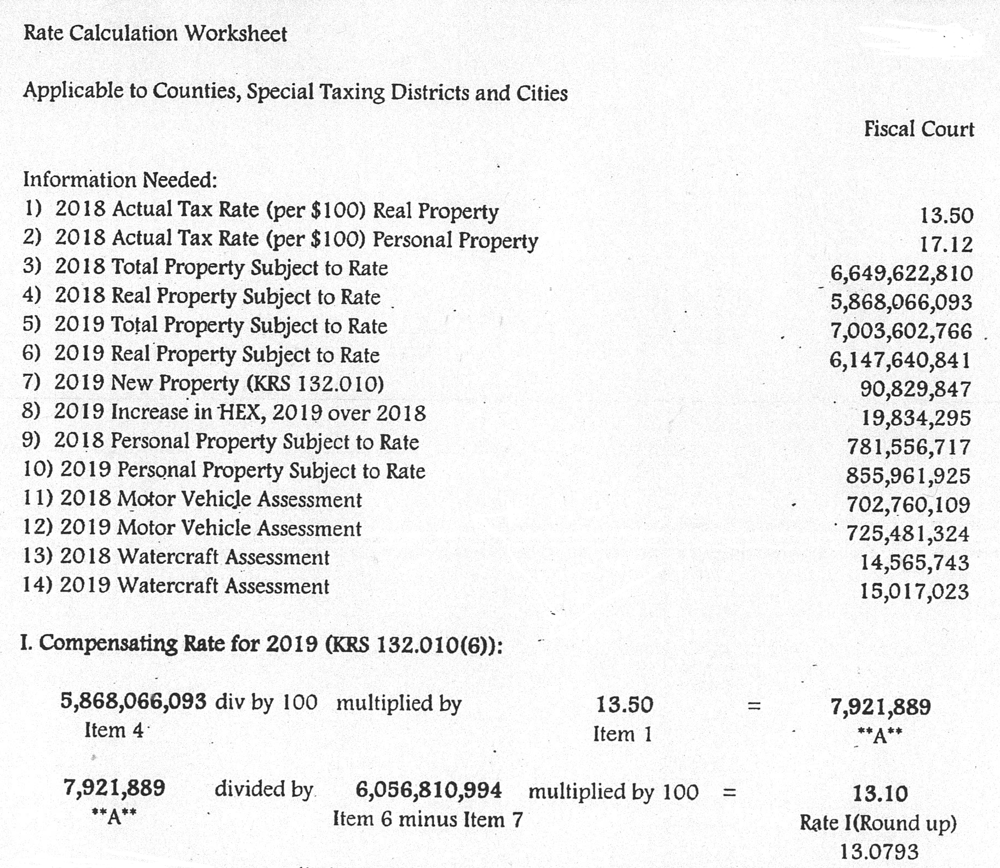 Rate Calculation Worksheet
Applicable to Counties, Special Taxing Districts and Cities
Fiscal Court
Information Needed:
1) 2018 Actual Tax Rate (per $100) Real Property 13.50
2) 2018 Actual Tax Rate (per $100) Personal Property 17.12
3) 2018 Total Property Subject to Rate 6,649,622,810
4) 2018 Real Property Subject to Rate 5,868,066,093
5) 2019 Total Property Subject to Rate 7,003,602,766
6) 2019 Real Property Subject to Rate 6,147,640,841
7) 2019 New Property (KRS 132.010) 90,829,847
8) 2019 Increase in HEX, 2019 over 2018 19,834,295
9) 2018 Personal Property Subject to Rate 781,556,717
10) 2019 Personal Property Subject to Rate 855,961,925
11) 2018 Motor Vehicle Assessment 702,760,109
12) 2019 Motor Vehicle Assessment 725,481,324
13) 2018 Watercraft Assessment 14,565,743
14) 2019 Watercraft Assessment 15,017,023
I. Compensating Rate for 2019 (KRS 132.010(6)):
5,868,066,093 div by 100 multiplied by 13.50 = 7,921,889
Item 4 Item 1 **A**
7,921,889 divided by 6,056,810,994 multiplied by 100 = 13.10
**A** Item 6 minus Item 7 Rate I(Round up)
13.0793